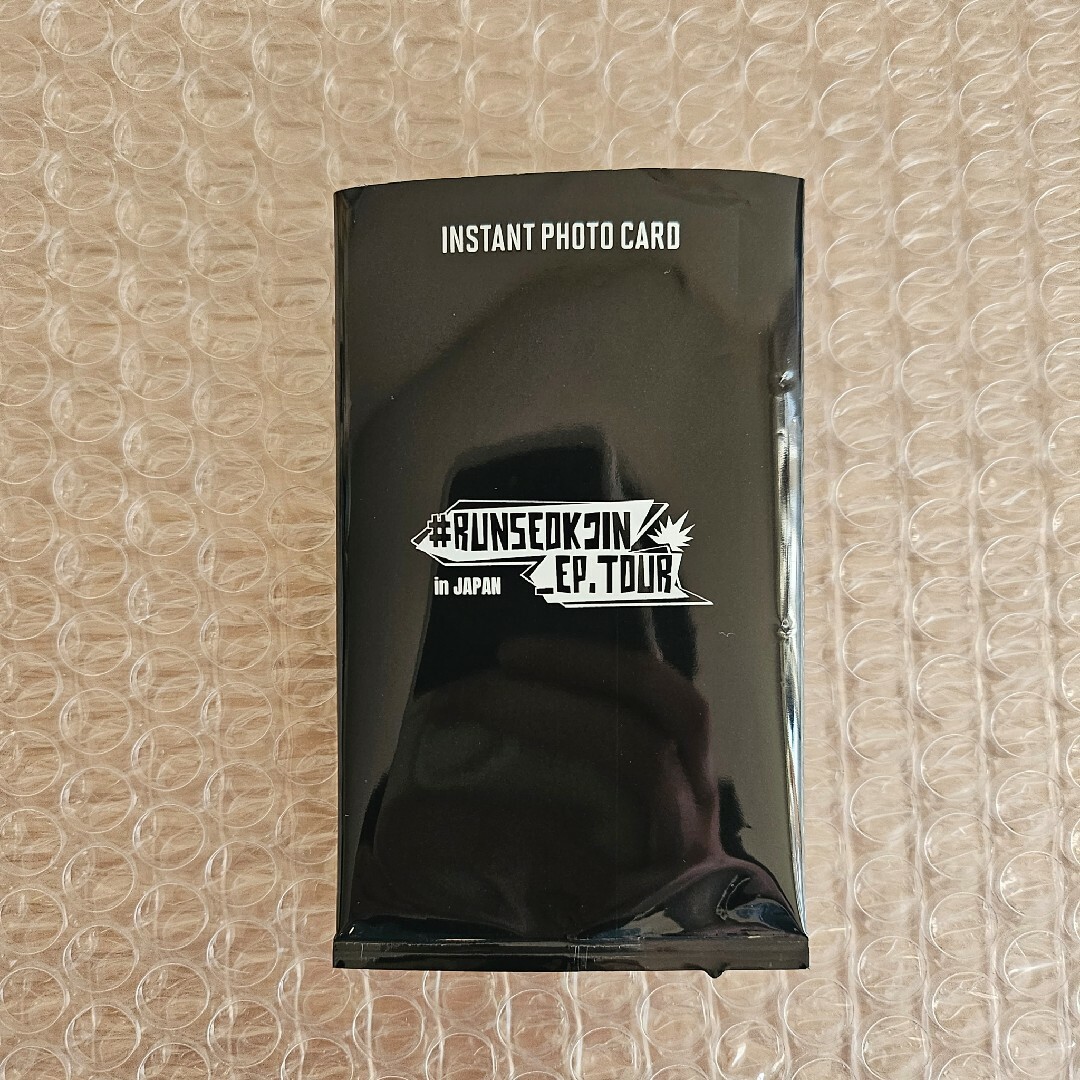 INSTANT PHOTO CARD
#RUNSEOKJIN
_EP.TOUR
in JAPAN